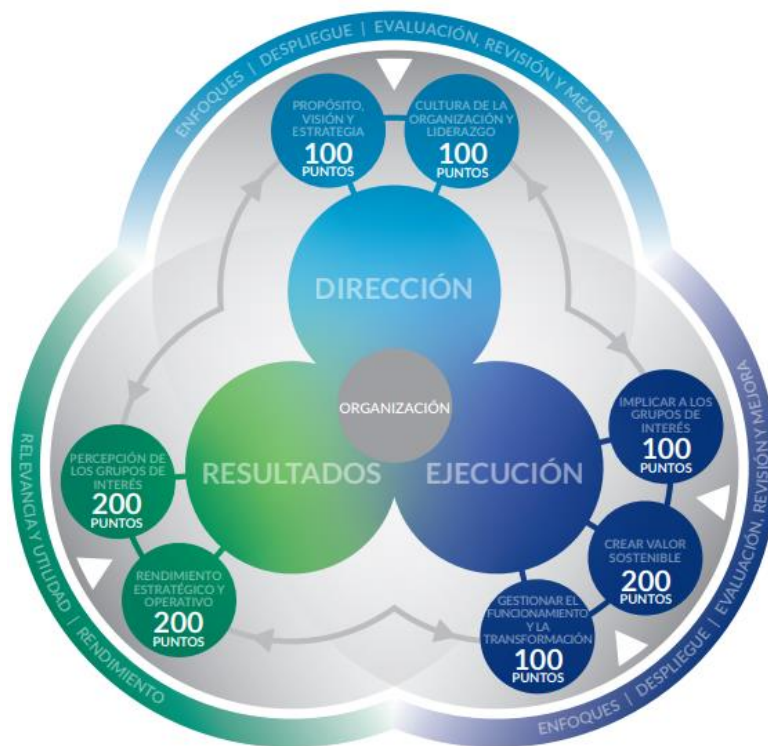 ENFOQUES | DESPLIEGUE | EVALUACIÓN, REVISIÓN Y MEJORA
PROPÓSITO,
VISIÓN Y
ESTRATEGIA
100
PUNTOS
CULTURA DE LA
ORGANIZACIÓN Y
LIDERAZGO
100
PUNTOS
DIRECCIÓN
ORGANIZACIÓN
RESULTADOS
EJECUCIÓN
IMPLICAR A LOS
GRUPOS DE
INTERÉS
100
PUNTOS
CREAR VALOR
SOSTENIBLE
200
PUNTOS
GESTIONAR EL
FUNCIONAMIENTO
Y LA
TRANSFORMACIÓN
100
PUNTOS
PERCEPCIÓN DE
LOS GRUPOS DE
INTERÉS
200
PUNTOS
RENDIMIENTO
ESTRATÉGICO Y
OPERATIVO
200
PUNTOS
RELEVANCIA Y UTILIDAD | RENDIMIENTO
ENFOQUES | DESPLIEGUE | EVALUACIÓN, REVISIÓN Y MEJORA